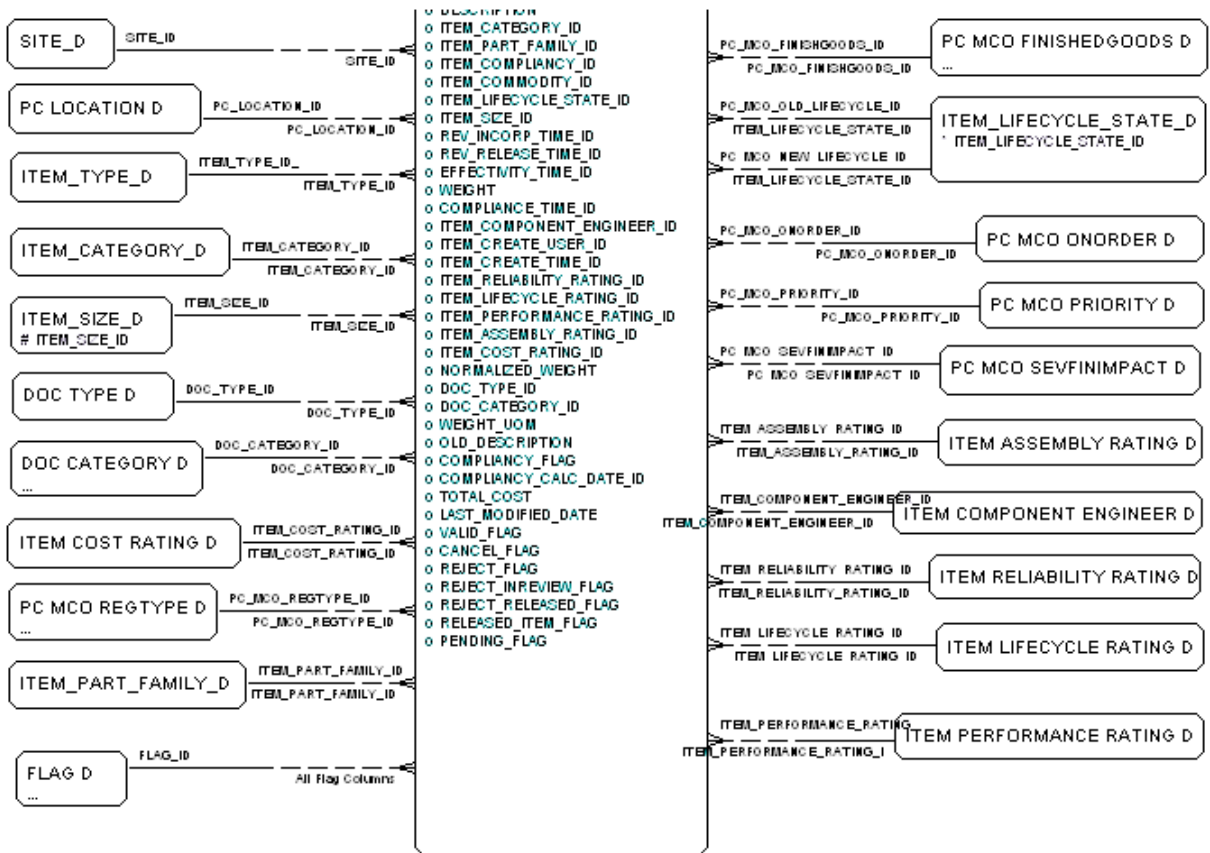 SITE_D
SITE_ID
SITE_ID
PC LOCATION D
PC_LOCATION_ID
PC_LOCATION_ID
ITEM_TYPE_D
ITEM_TYPE_ID_
ITEM_TYPE_ID
ITEM_CATEGORY_D
ITEM_CATEGORY_ID
ITEM_CATEGORY_ID
ITEM_SIZE_D
# ITEM_SIZE_ID
ITEM_SIZE_ID
ITEM_SIZE_ID
DOC TYPE D
DOC_TYPE_ID
DOC_TYPE_ID
DOC CATEGORY D
...
DOC_CATEGORY_ID
DOC_CATEGORY_ID
ITEM COST RATING D
ITEM_COST_RATING_ID
ITEM_COST_RATING_ID
PC MCO REGTYPE D
...
PC_MCO_REGTYPE_ID
PC_MCO_REGTYPE_ID
ITEM_PART_FAMILY_D
ITEM_PART_FAMILY_ID
ITEM_PART_FAMILY_ID
FLAG D
...
FLAG_ID
All Flag Columns
o DESCRIPTION
o ITEM_CATEGORY_ID
o ITEM_PART_FAMILY_ID
o ITEM_COMPLIANCY_ID
o ITEM_COMMODITY_ID
o ITEM_LIFECYCLE_STATE_ID
o ITEM_SIZE_ID
o REV_INCORP_TIME_ID
o REV_RELEASE_TIME_ID
o EFFECTIVITY_TIME_ID
o WEIGHT
o COMPLIANCE_TIME_ID
o ITEM_COMPONENT_ENGINEER_ID
o ITEM_CREATE_USER_ID
o ITEM_CREATE_TIME_ID
o ITEM_RELIABILITY_RATING_ID
o ITEM_LIFECYCLE_RATING_ID
o ITEM_PERFORMANCE_RATING_ID
o ITEM_ASSEMBLY_RATING_ID
o ITEM_COST_RATING_ID
o NORMALIZED_WEIGHT
o DOC_TYPE_ID
o DOC_CATEGORY_ID
o WEIGHT_UOM
o OLD_DESCRIPTION
o COMPLIANCY_FLAG
o COMPLIANCY_CALC_DATE_ID
o TOTAL_COST
o LAST_MODIFIED_DATE
o VALID_FLAG
o CANCEL_FLAG
o REJECT_FLAG
o REJECT_INREVIEW_FLAG
o REJECT_RELEASED_FLAG
o RELEASED_ITEM_FLAG
o PENDING_FLAG
PC_MCO_FINISHGOODS_ID
PC_MCO_FINISHGOODS_ID
PC MCO FINISHEDGOODS D
...
PC_MCO_OLD_LIFECYCLE_ID
ITEM_LIFECYCLE_STATE_ID
PC MCO NEW LIFECYCLE ID
ITEM_LIFECYCLE_STATE_ID
ITEM_LIFECYCLE_STATE_D
* ITEM_LIFECYCLE_STATE_ID
PC_MCO_ONORDER_ID
PC_MCO_ONORDER_ID
PC MCO ONORDER D
PC_MCO_PRIORITY_ID
PC_MCO_PRIORITY_ID
PC MCO PRIORITY D
PC MCO SEVFINIMPACT ID
PC MCO SEVFINIMPACT ID
PC MCO SEVFINIMPACT D
ITEM ASSEMBLY RATING ID
ITEM_ASSEMBLY_RATING_ID
ITEM ASSEMBLY RATING D
ITEM_COMPONENT_ENGINEER_ID
ITEM_COMPONENT_ENGINEER_ID
ITEM COMPONENT ENGINEER D
ITEM RELIABILITY RATING ID
ITEM_RELIABILITY_RATING_ID
ITEM RELIABILITY RATING D
ITEM LIFECYCLE RATING ID
ITEM LIFECYCLE RATING ID
ITEM LIFECYCLE RATING D
ITEM_PERFORMANCE_RATING_
ITEM_PERFORMANCE_RATING_I
ITEM PERFORMANCE RATING D